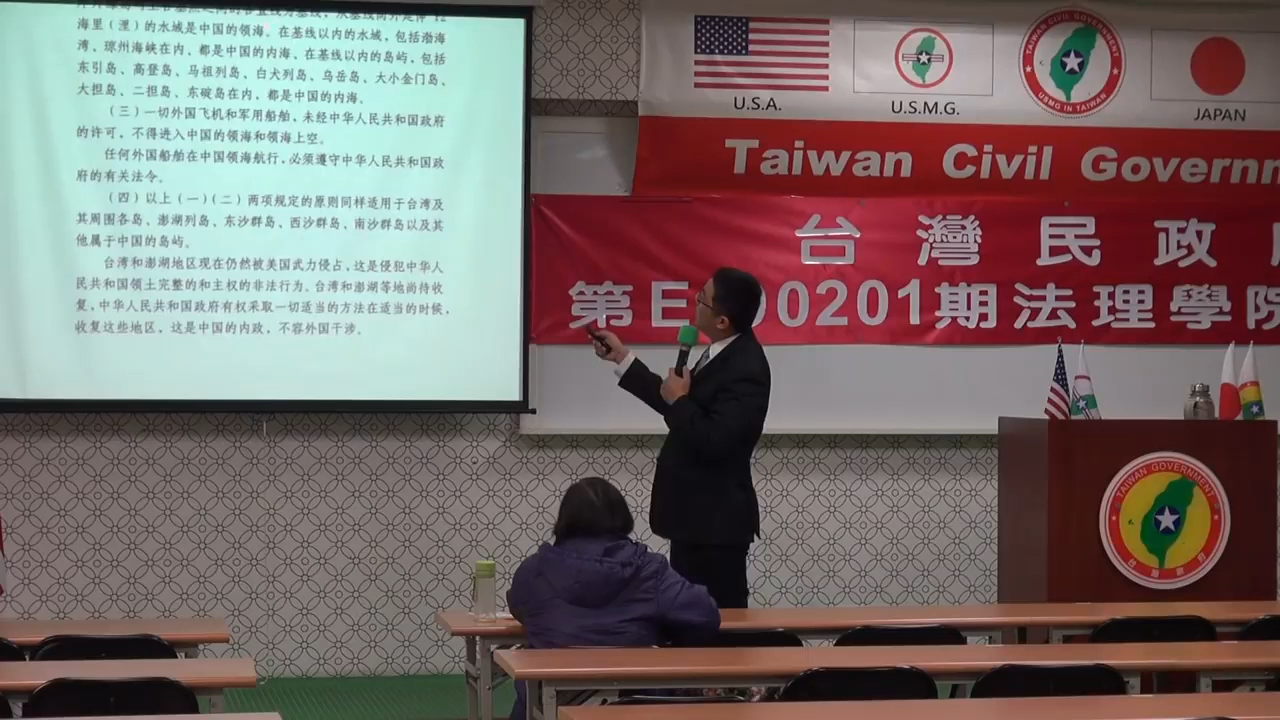 海里（浬）的水域是中国的领海。在基线以内的水域，包括渤海
湾、琼州海峡在内，都是中国的内海、在基线以内的岛屿，包括
东引岛、高登岛、马祖列岛、白犬列岛、乌岳岛、大小金门岛、
大担岛、二担岛、东碇岛在内，都是中国的内海。
（三）一切外国飞机和军用船舶，未经中华人民共和国政府
的许可，不得进入中国的领海和领海上空。
任何外国船舶在中国领海航行，必须遵守中华人民共和国政
府的有关法令。
（四）以上（一）（二）两项规定的原则同样适用于台湾及
其周围各岛、澎湖列岛、东沙群岛、西沙群岛、南沙群岛以及其
他属于中国的岛屿。
台湾和澎湖地区现在仍然被美国武力侵占，这是侵犯中华人
民共和国领土完整的和主权的非法行为。台湾和澎湖等地尚待收
复，中华人民共和国政府有权采取一切适当的方法在适当的时候，
收复这些地区，这是中国的内政，不容外国干涉。
U.S.A.
U.S.M.G.
TAIWAN CIVIL GOVERNMENT
USMG IN TAIWAN
JAPAN
Taiwan Civil Governm
台灣民政
第E 00201期法理學院
TAIWAN GOVERNMENT
台灣政府